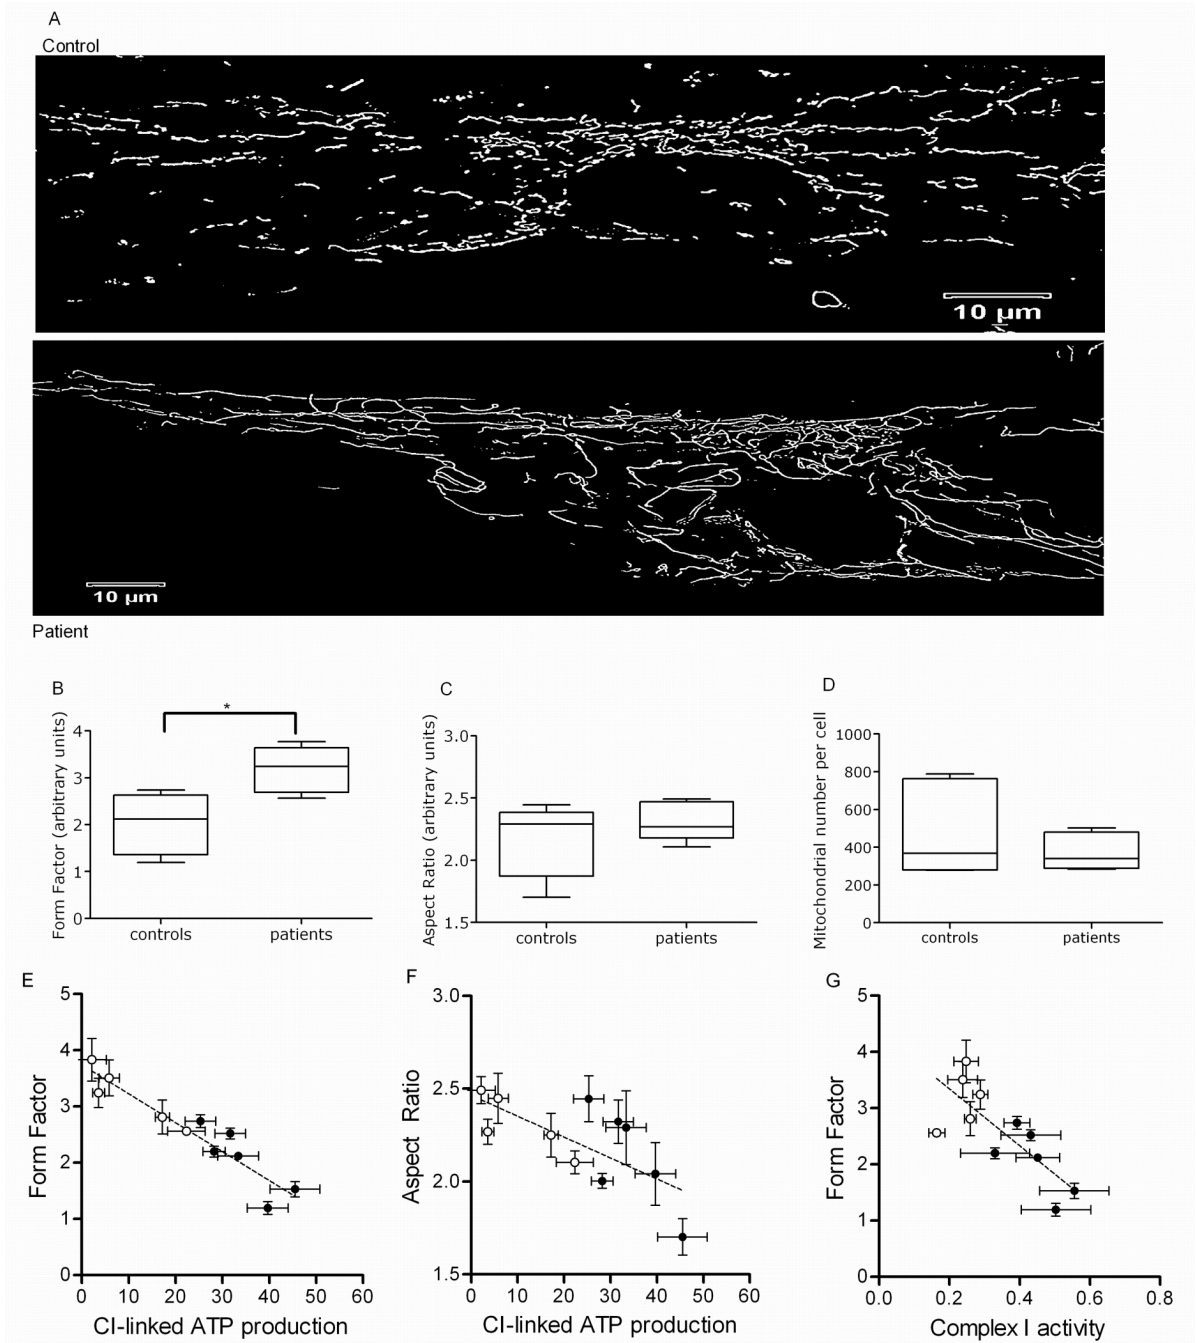 A
Control
10 µm
10 µm
Patient
B
Form Factor (arbitrary units)
*
4
3
2
1
0
controls
patients
C
Aspect Ratio (arbitrary units)
3.0
2.5
2.0
1.5
controls
patients
D
Mitochondrial number per cell
1000
800
600
400
200
0
controls
patients
E
Form Factor
5
4
3
2
1
0
0 10 20 30 40 50 60
CI-linked ATP production
F
Aspect Ratio
3.0
2.5
2.0
1.5
0 10 20 30 40 50 60
CI-linked ATP production
G
Form Factor
5
4
3
2
1
0
0.0 0.2 0.4 0.6 0.8
Complex I activity